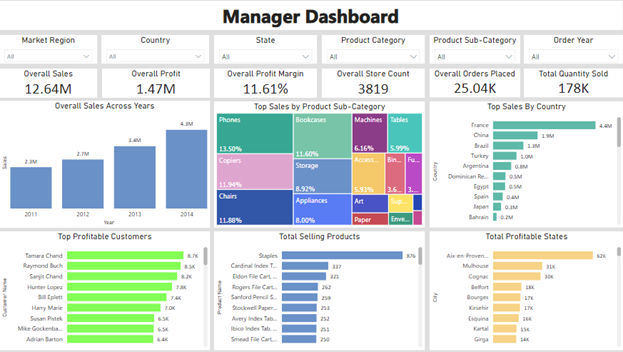 Manager Dashboard
Market Region
Country
State
Product Category
Product Sub-Category
Order Year
All
All
All
All
All
All
Overall Sales
Overall Profit
Overall Profit Margin
Overall Store Count
Overall Orders Placed
Total Quantity Sold
12.64M
1.47M
11.61%
3819
25.04K
178K
Overall Sales Across Years
Sales
2.3M
2.7M
3.4M
4.3M
2011
2012
2013
2014
Year
Top Sales by Product Sub-Category
Phones
13.50%
Copiers
11.94%
Chairs
11.88%
Bookcases
11.60%
Storage
8.92%
Appliances
8.00%
Machines
6.16%
Tables
5.99%
Access...
5.93%
Bin...
3.6...
Fu...
3....
Art
Sup...
Paper
Enve...
Top Sales By Country
Country
France
4.4M
China
1.9M
Brazil
1.3M
Turkey
1.0M
Argentina
0.8M
Dominican Re...
0.5M
Egypt
0.5M
Spain
0.4M
Japan
0.3M
Bahrain
0.2M
Top Profitable Customers
Customer Name
Tamara Chand
8.7K
Raymond Buch
8.5K
Sanjit Chand
8.2K
Hunter Lopez
7.8K
Bill Eplett
7.4K
Harry Marie
7.0K
Susan Pistek
6.5K
Mike Gockenba...
6.5K
Adrian Barton
6.4K
Total Selling Products
Product Name
Staples
876
Cardinal Index T...
337
Eldon File Cart, ...
321
Rogers File Cart...
262
Sanford Pencil S...
259
Stockwell Paper...
253
Avery Index Tab...
252
Ibico Index Tab, ...
251
Smead File Cart...
250
Total Profitable States
City
Aix-en-Proven...
62K
Mulhouse
31K
Cognac
30K
Belfort
18K
Bourges
17K
Kirsehir
17K
Esquina
16K
Kartal
15K
Girga
14K